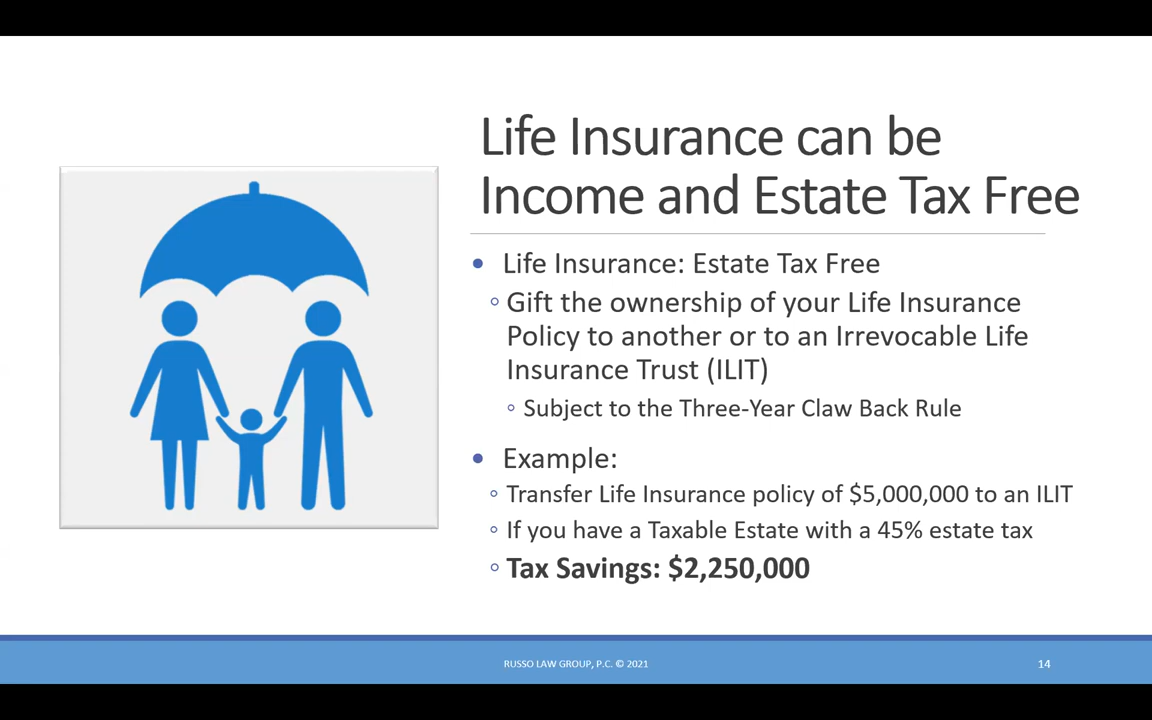 Life Insurance can be
Income and Estate Tax Free
• Life Insurance: Estate Tax Free
◦ Gift the ownership of your Life Insurance
Policy to another or to an Irrevocable Life
Insurance Trust (ILIT)
◦ Subject to the Three-Year Claw Back Rule
• Example:
◦ Transfer Life Insurance policy of $5,000,000 to an ILIT
◦ If you have a Taxable Estate with a 45% estate tax
◦ Tax Savings: $2,250,000
RUSSO LAW GROUP, P.C. © 2021
14